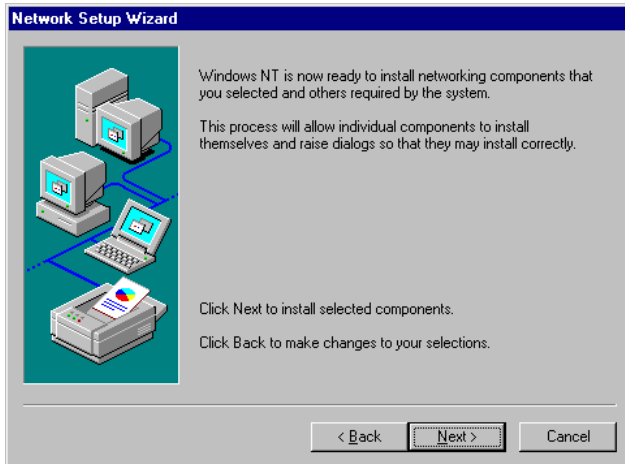 Network Setup Wizard
Windows NT is now ready to install networking components that
you selected and others required by the system.
This process will allow individual components to install
themselves and raise dialogs so that they may install correctly.
Click Next to install selected components.
Click Back to make changes to your selections.
< Back
Next >
Cancel